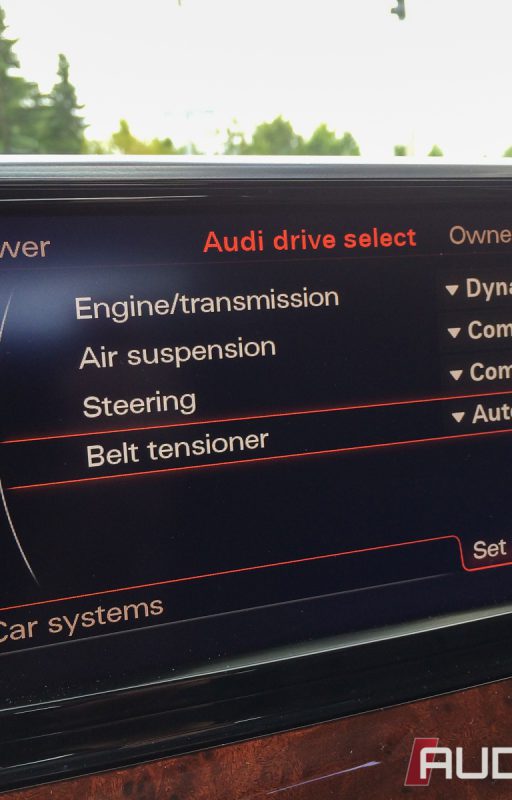 wer Audi drive select Owne
Engine/transmission ▼ Dyna
Air suspension ▼ Com
Steering ▼ Com
Belt tensioner ▼ Auto
Set
Car systems
AUD